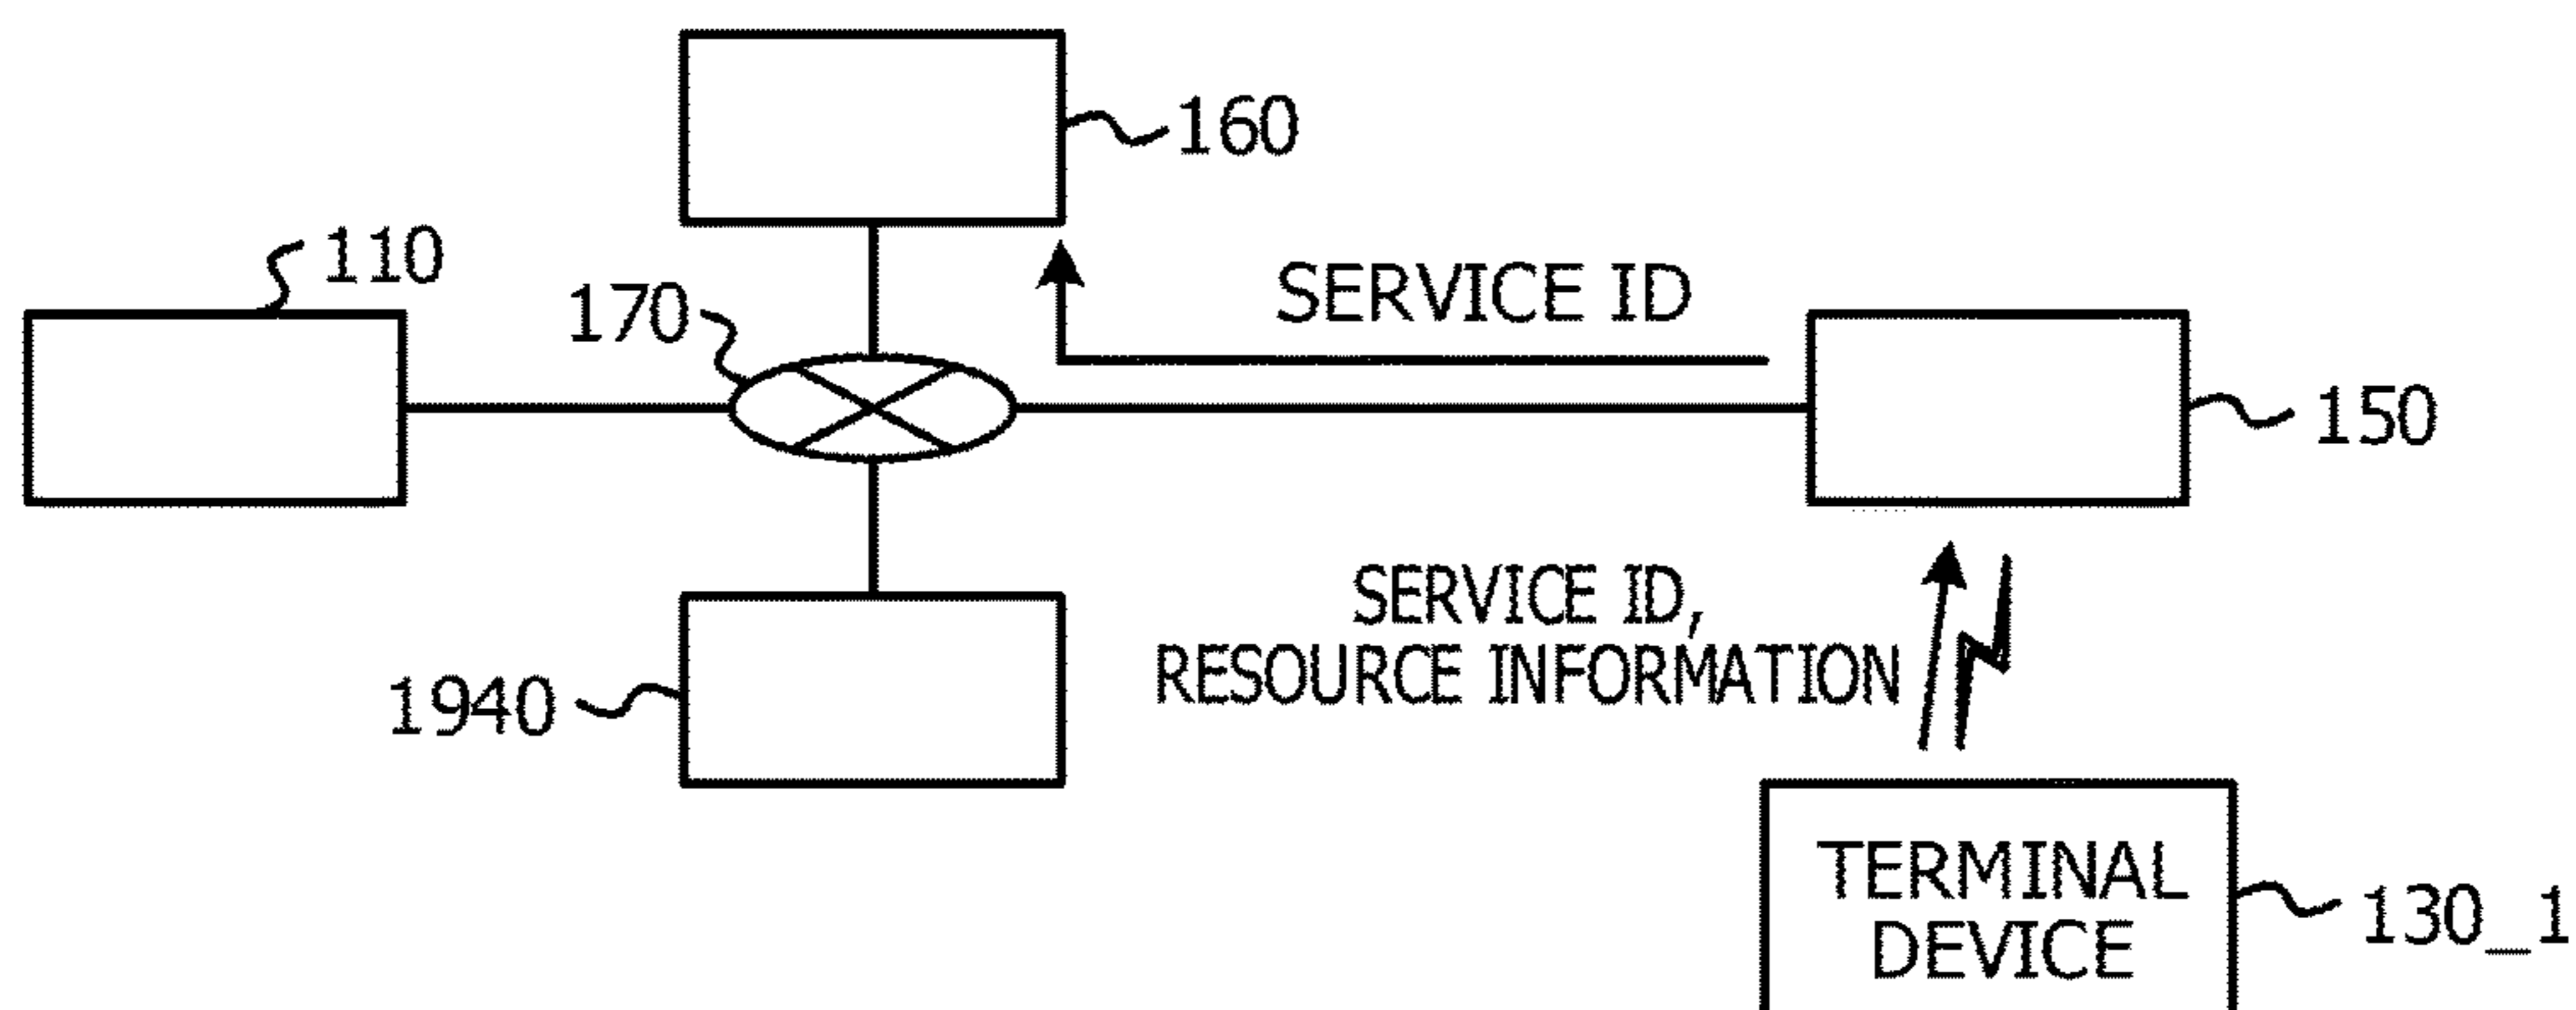 160
110
170
SERVICE ID
150
SERVICE ID,
RESOURCE INFORMATION
1940
TERMINAL
DEVICE
130_1